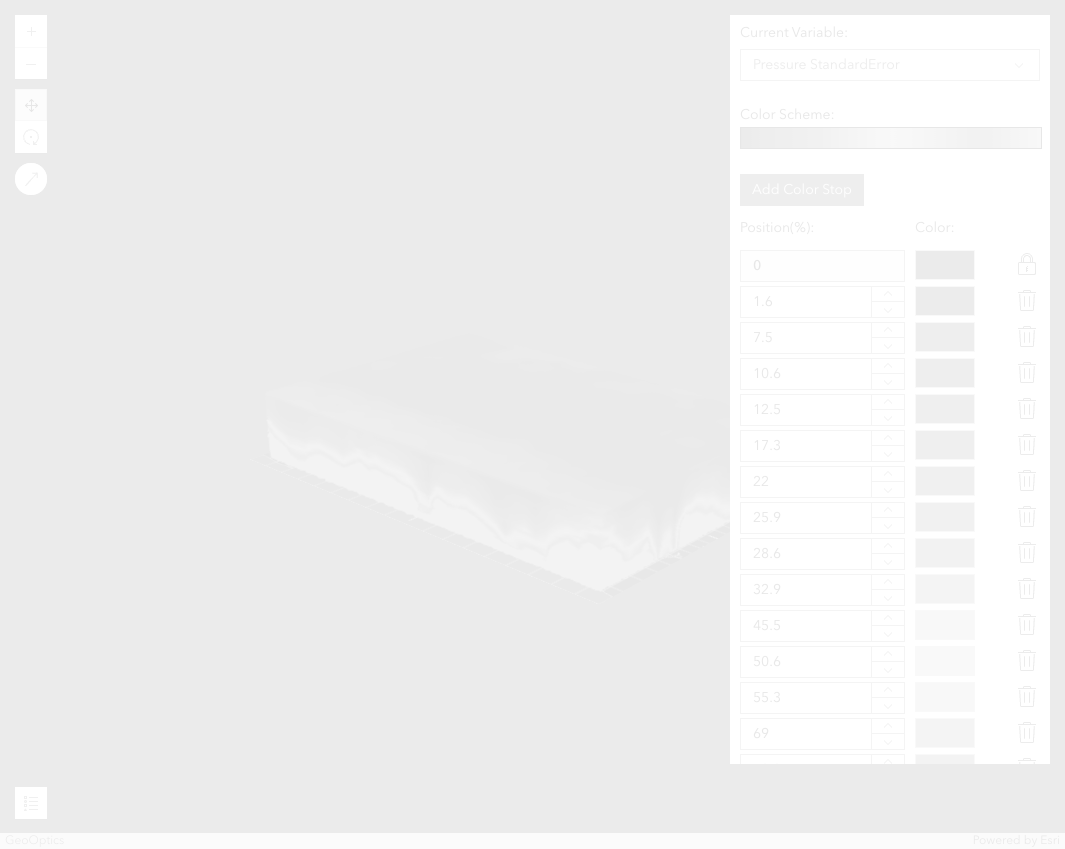 Current Variable:
Pressure StandardError
Color Scheme:
Add Color Stop
Position(%): Color:
0
1.6
7.5
10.6
12.5
17.3
22
25.9
28.6
32.9
45.5
50.6
55.3
69
GeoOptics Powered by Esri